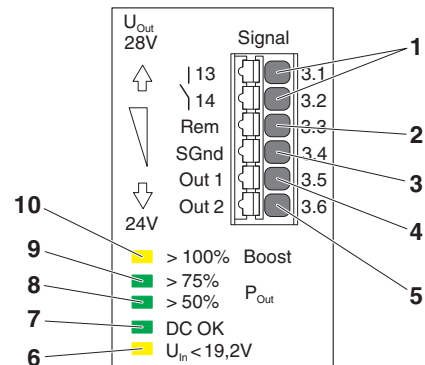 U_Out
28V
Signal
13
3.1
1
14
3.2
Rem
3.3
2
SGnd
3.4
3
Out 1
3.5
4
Out 2
3.6
5
24V
10
> 100% Boost
9
> 75%
8
> 50%
P_Out
7
DC OK
6
U_In < 19,2V